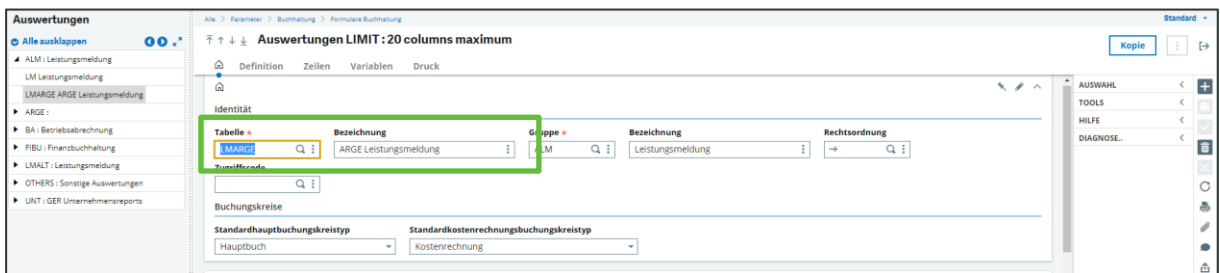 Auswertungen
Alle ausklappen
ALM : Leistungsmeldung
LM Leistungsmeldung
LMARGE ARGE Leistungsmeldung
ARGE :
BA : Betriebsabrechnung
FIBU : Finanzbuchhaltung
LMALT : Leistungsmeldung
OTHERS : Sonstige Auswertungen
UNT : GER Unternehmensreports
Alle > Parameter > Buchhaltung > Formulare Buchhaltung
Standard
Auswertungen LIMIT : 20 columns maximum
Kopie
Definition Zeilen Variablen Druck
Identität
Tabelle * Bezeichnung Gruppe * Bezeichnung Rechtsordnung
LMARGE ARGE Leistungsmeldung ALM Leistungsmeldung
Zugriffscode
Buchungskreise
Standardhauptbuchungskreistyp Standardkostenrechnungsbuchungskreistyp
Hauptbuch Kostenrechnung
AUSWAHL
TOOLS
HILFE
DIAGNOSE..